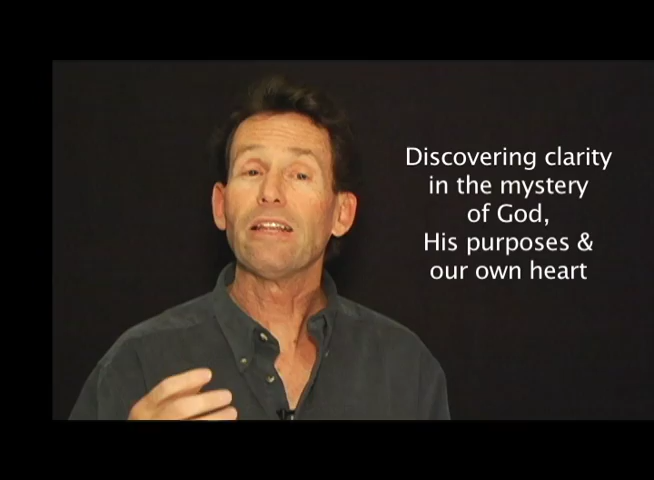 Discovering clarity
in the mystery
of God,
His purposes &
our own heart